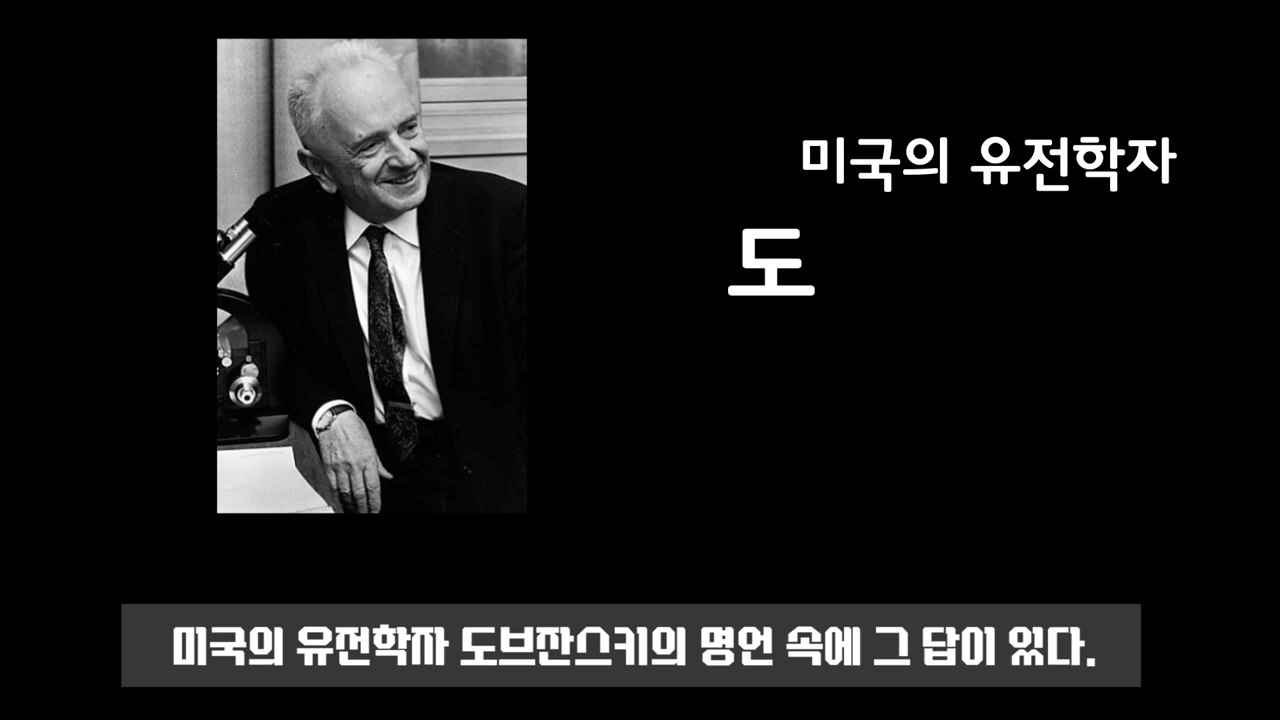 미국의 유전학자
도
미국의 유전학자 도브잔스키의 명언 속에 그 답이 있다.